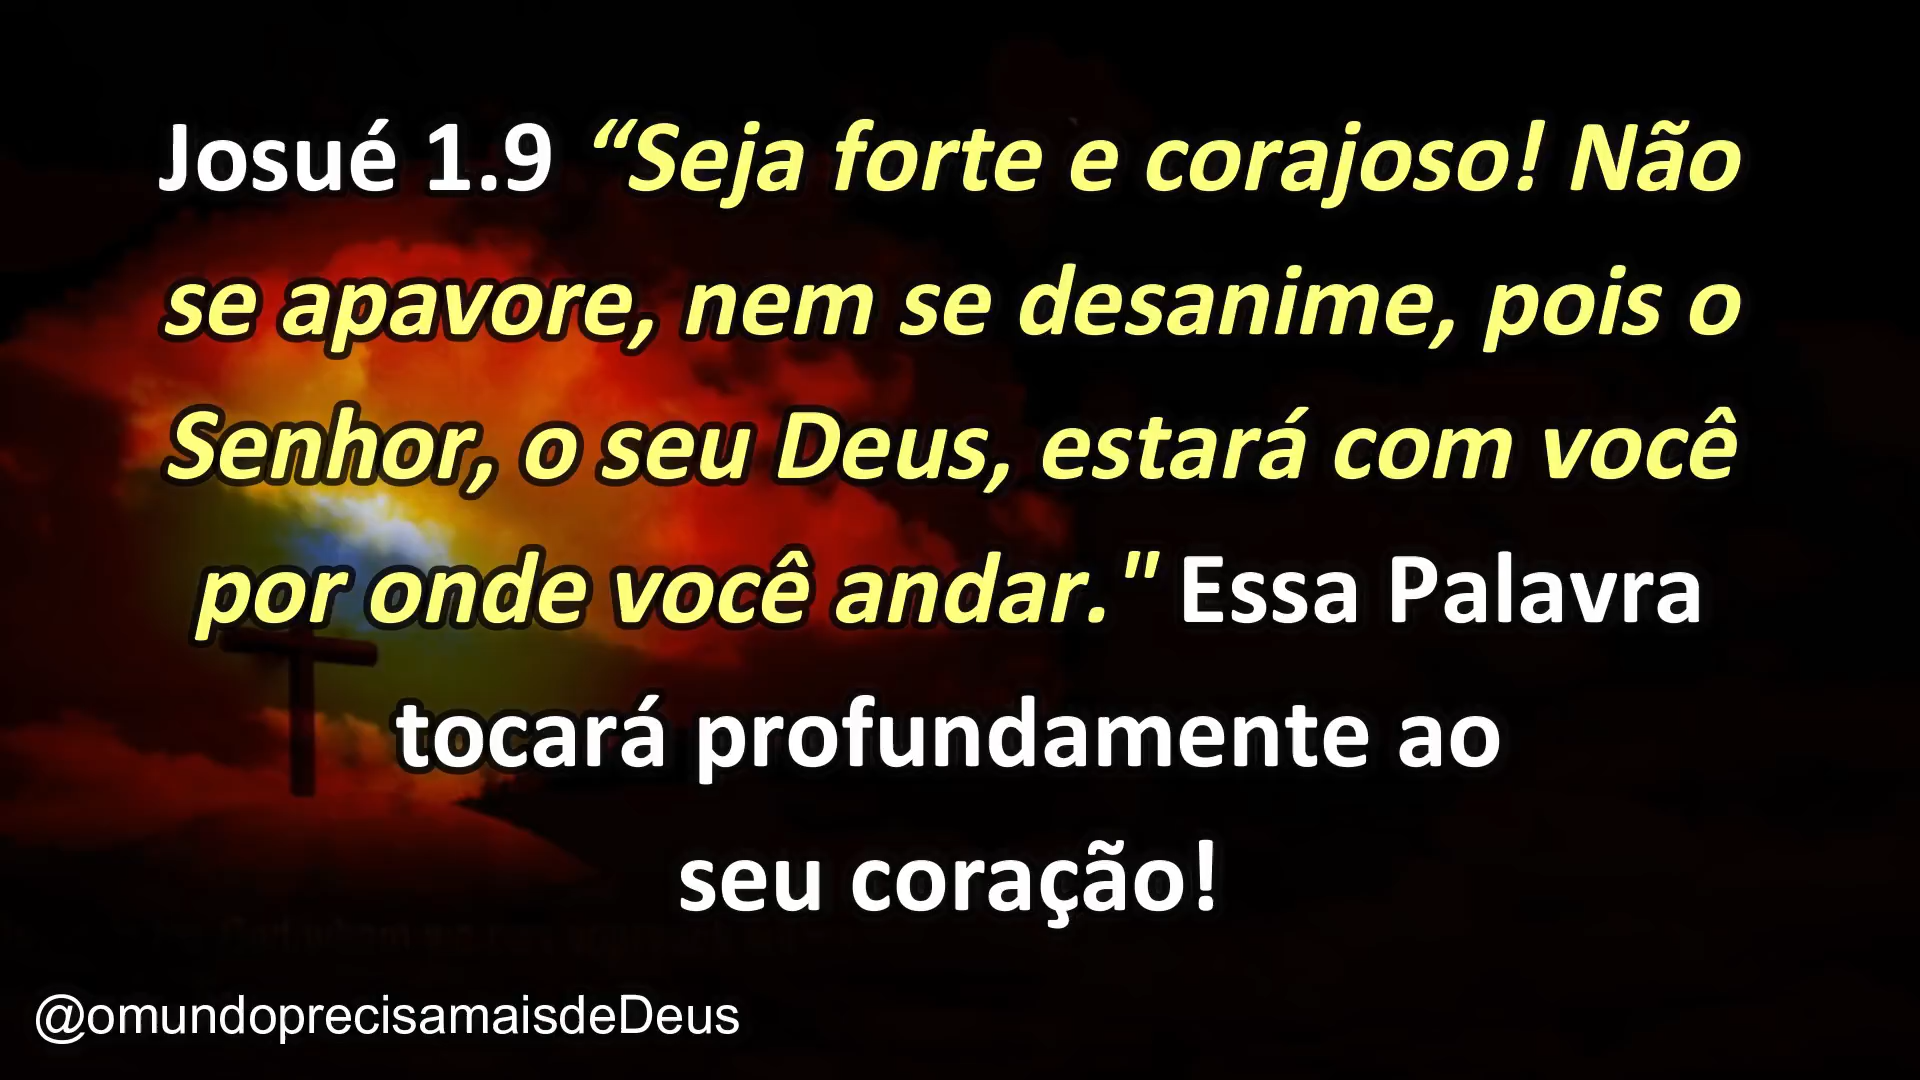 Josué 1.9 “Seja forte e corajoso! Não
se apavore, nem se desanime, pois o
Senhor, o seu Deus, estará com você
por onde você andar." Essa Palavra
tocará profundamente ao
seu coração!
@omundoprecisamaisdeDeus